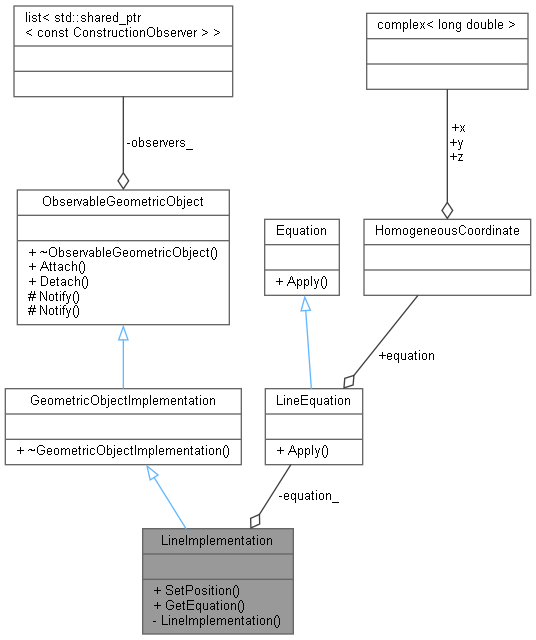 list< std::shared_ptr
< const ConstructionObserver > >
complex< long double >
-observers_
+x
+y
+z
ObservableGeometricObject
+ ~ObservableGeometricObject()
+ Attach()
+ Detach()
# Notify()
# Notify()
Equation
+ Apply()
HomogeneousCoordinate
+equation
GeometricObjectImplementation
+ ~GeometricObjectImplementation()
LineEquation
+ Apply()
-equation_
LineImplementation
+ SetPosition()
+ GetEquation()
- LineImplementation()